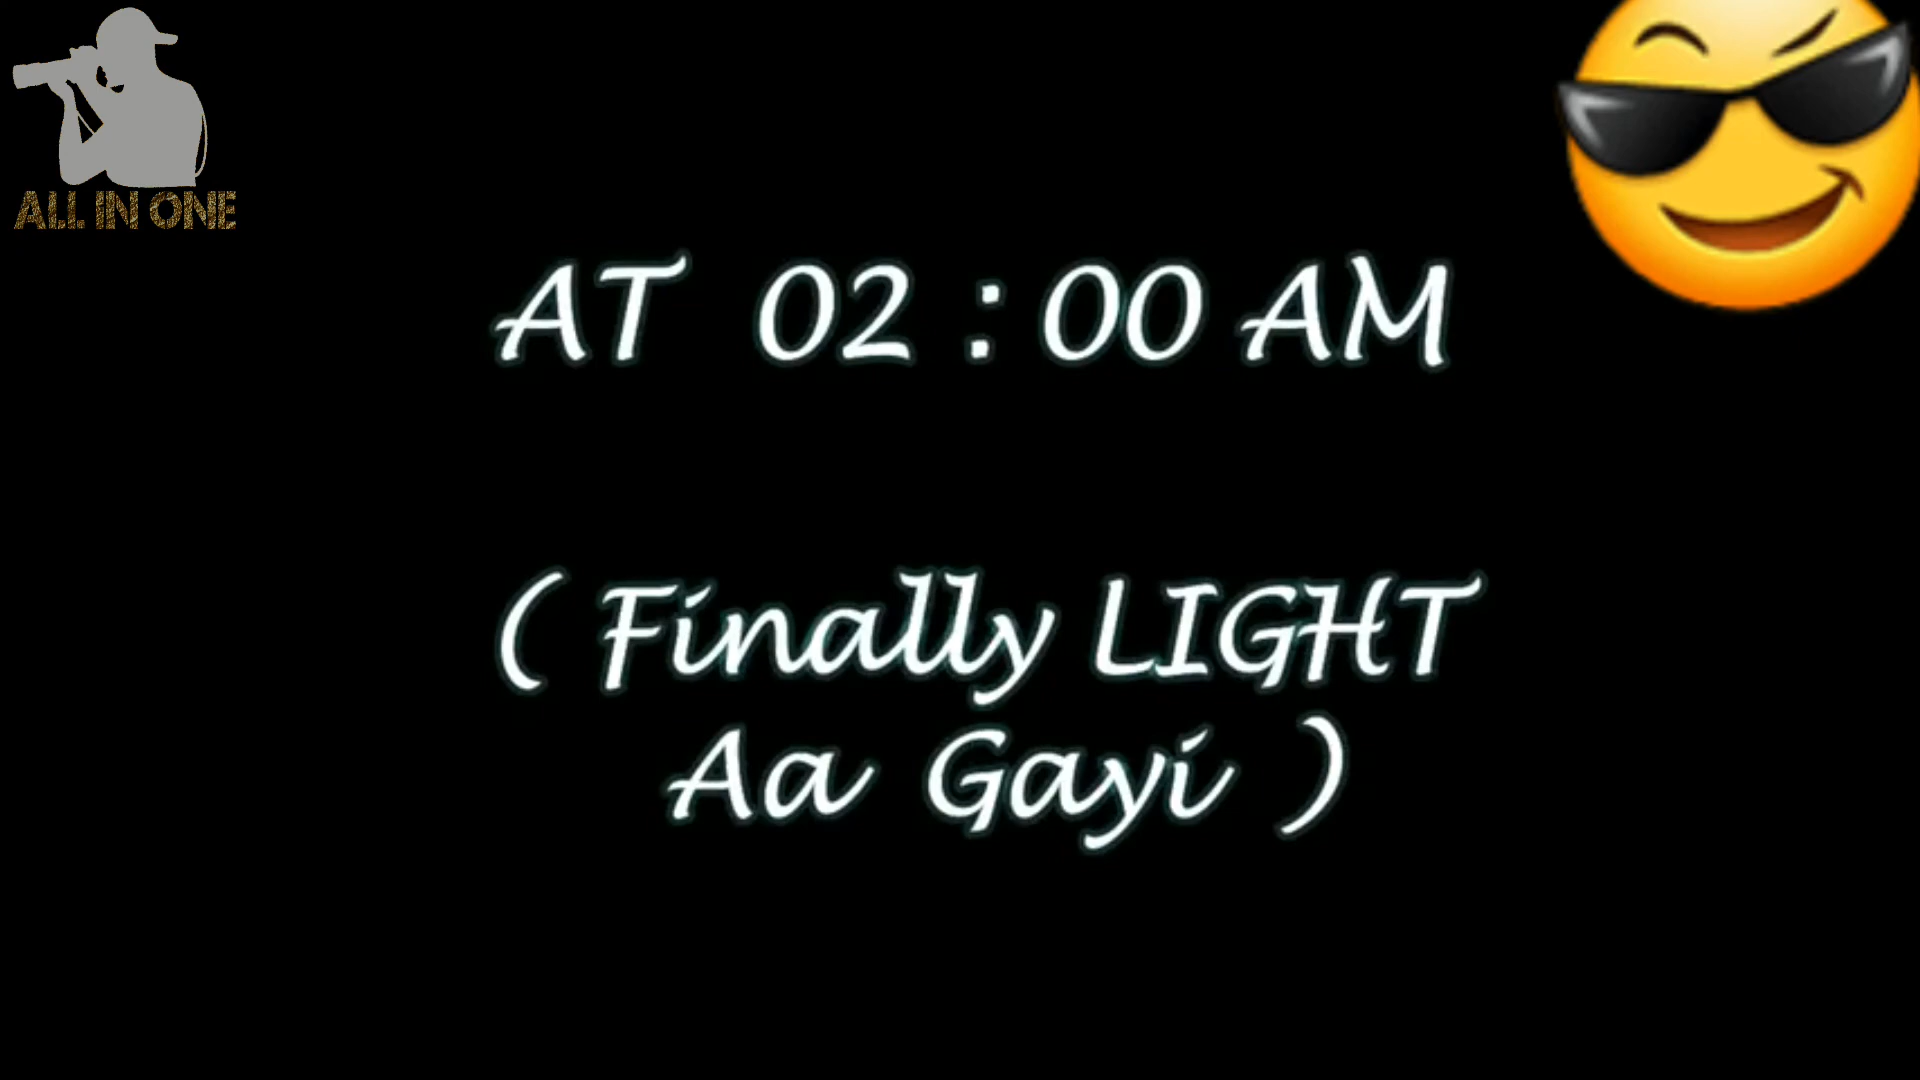 ALL IN ONE
AT 02 : 00 AM
( Finally LIGHT
Aa Gayi )